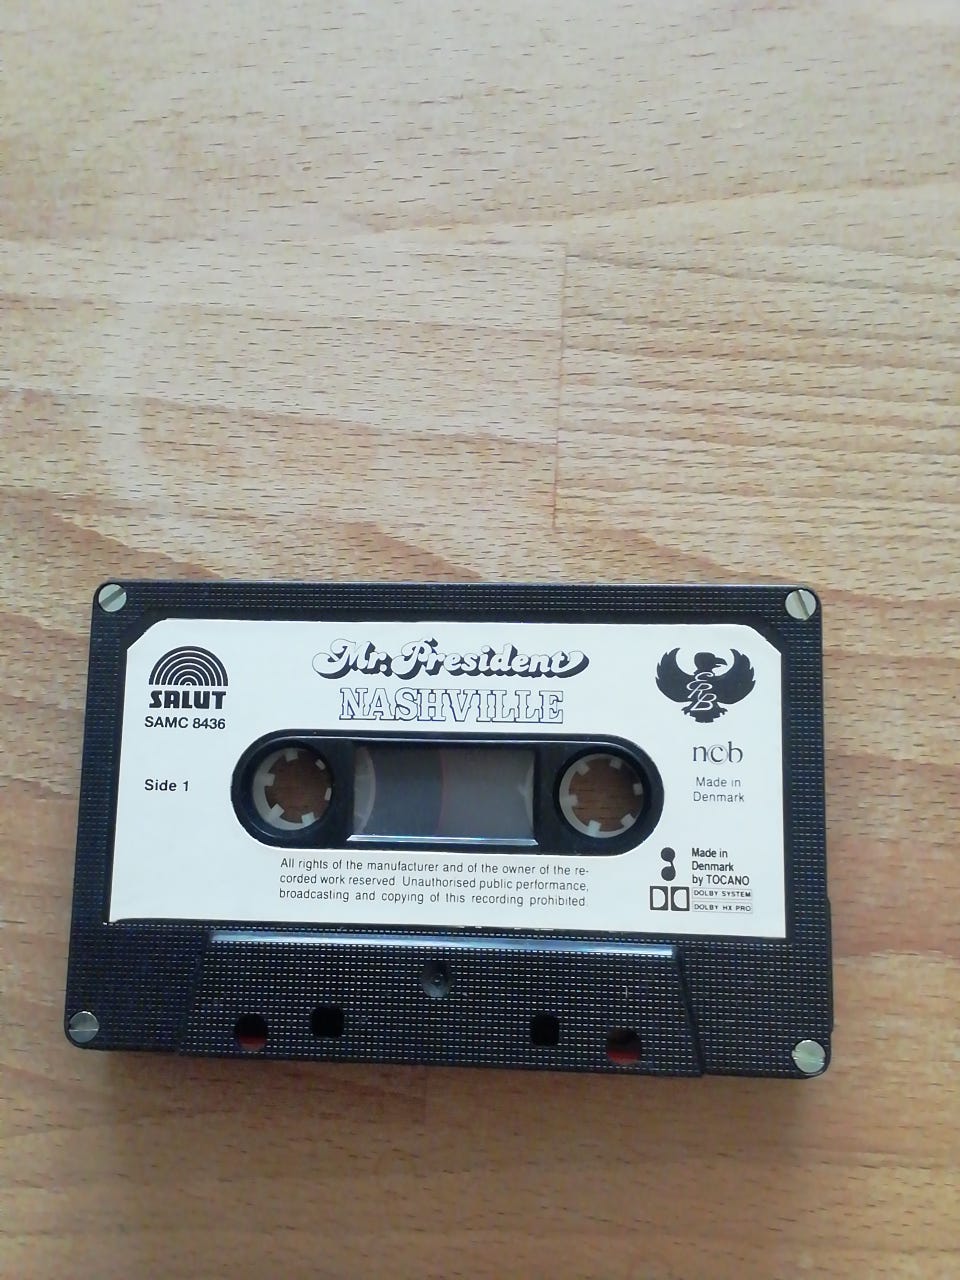 SALUT
SAMC 8436
Side 1
Mr. President
NASHVILLE
ERB
ncb
Made in
Denmark
Made in
Denmark
by TOCANO
DOLBY SYSTEM
DOLBY HX PRO
All rights of the manufacturer and of the owner of the re-
corded work reserved. Unauthorised public performance,
broadcasting and copying of this recording prohibited.